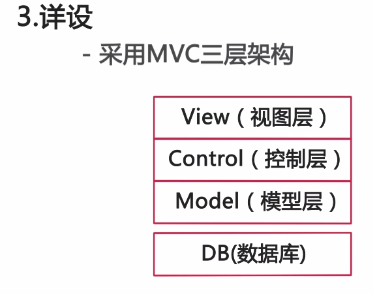 3.详设
- 采用MVC三层架构
View（视图层）
Control（控制层）
Model（模型层）
DB(数据库)